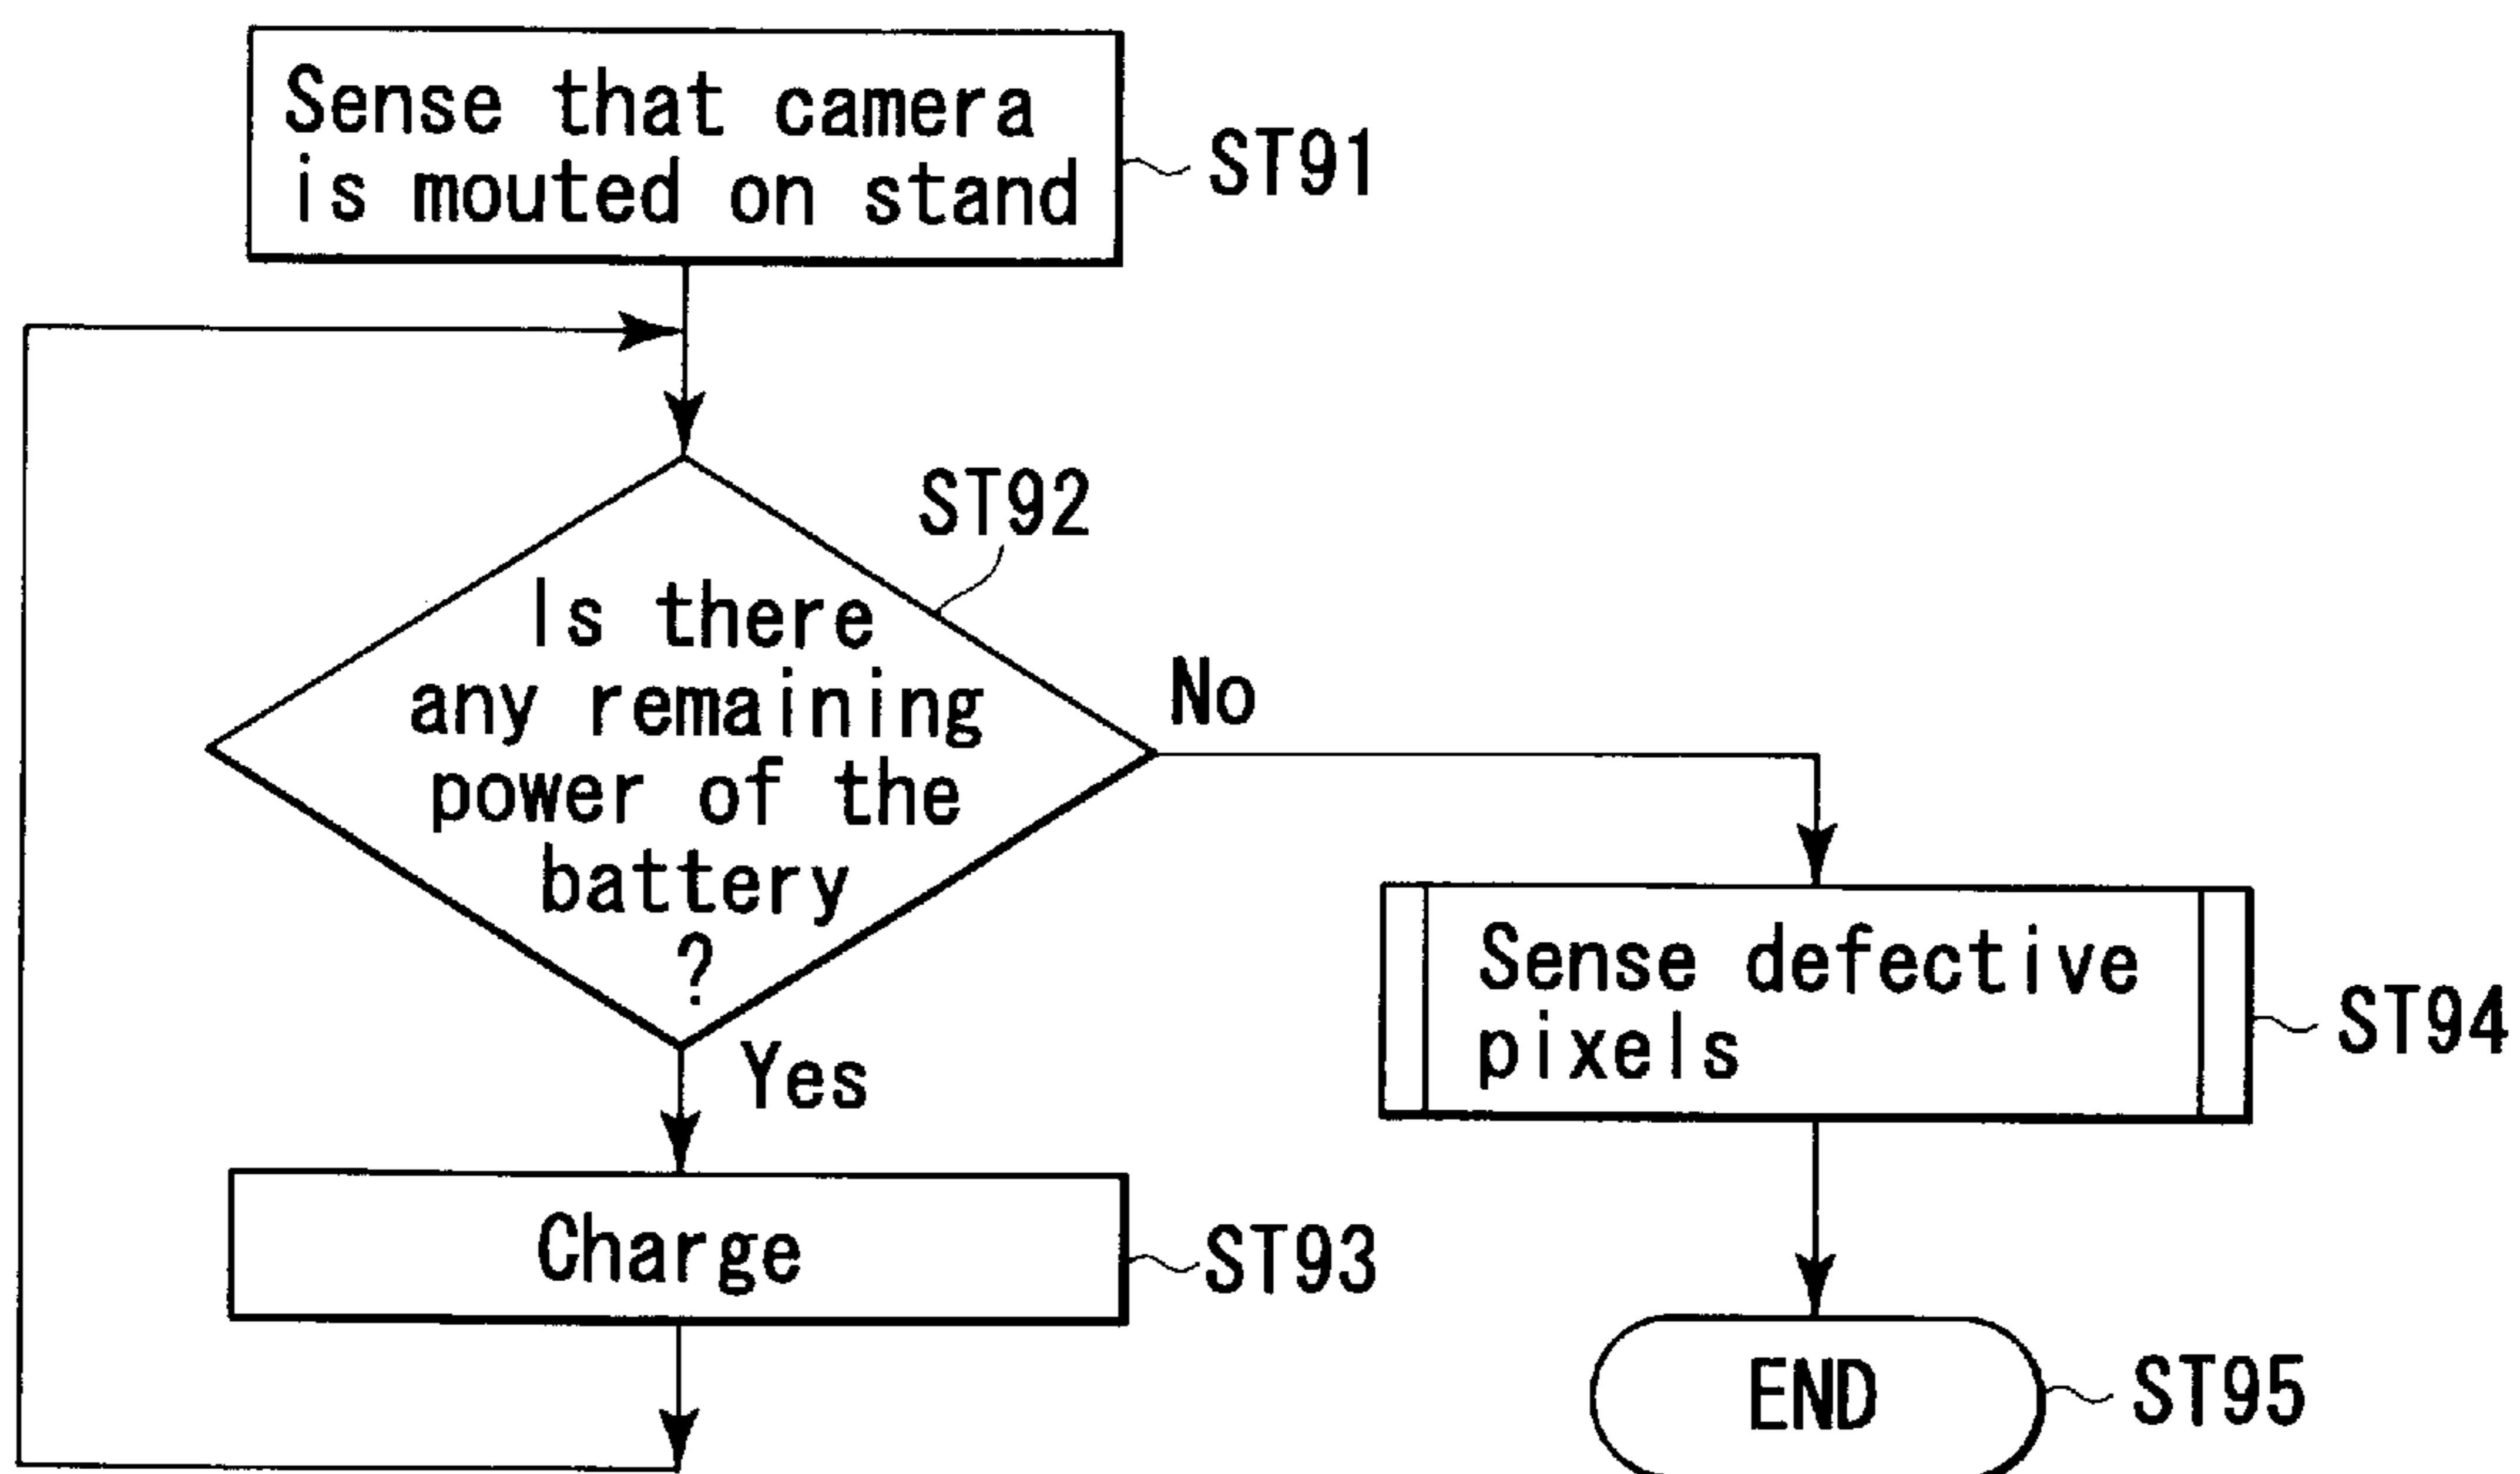 Sense that camera
is mouted on stand
ST91
ST92
Is there
any remaining
power of the
battery
?
No
Yes
Sense defective
pixels
ST94
Charge
ST93
END
ST95